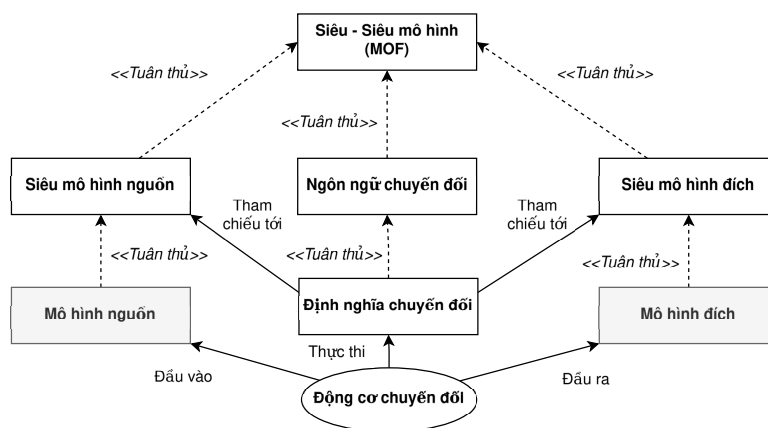 Siêu - Siêu mô hình
(MOF)
<<Tuân thủ>>
<<Tuân thủ>>
<<Tuân thủ>>
Siêu mô hình nguồn
Ngôn ngữ chuyển đổi
Siêu mô hình đích
Tham
chiếu tới
Tham
chiếu tới
<<Tuân thủ>>
<<Tuân thủ>>
<<Tuân thủ>>
Mô hình nguồn
Định nghĩa chuyển đổi
Mô hình đích
Thực thi
Đầu vào
Đầu ra
Động cơ chuyển đổi